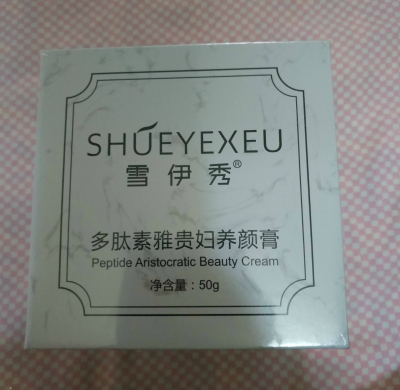 SHUEYEXEU
雪伊秀®
多肽素雅贵妇养颜膏
Peptide Aristocratic Beauty Cream
净含量：50g